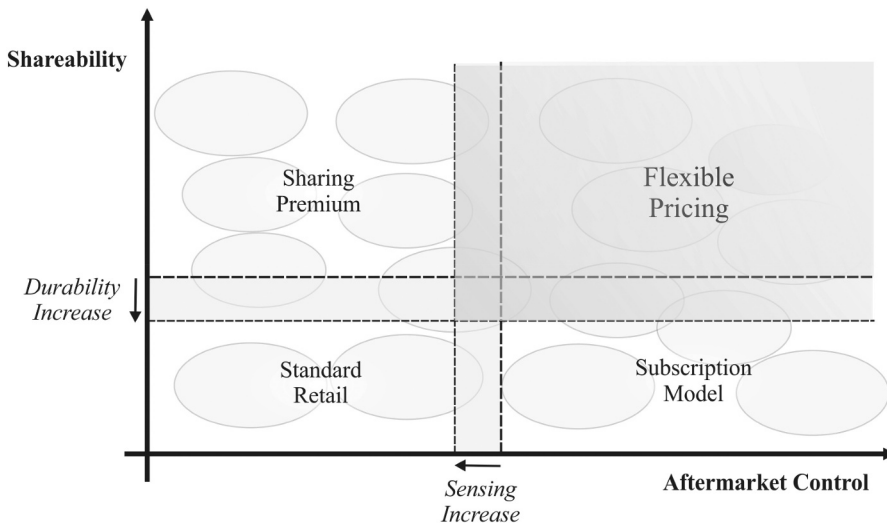 Shareability
Sharing
Premium
Flexible
Pricing
Durability
Increase
Standard
Retail
Subscription
Model
Aftermarket Control
Sensing
Increase